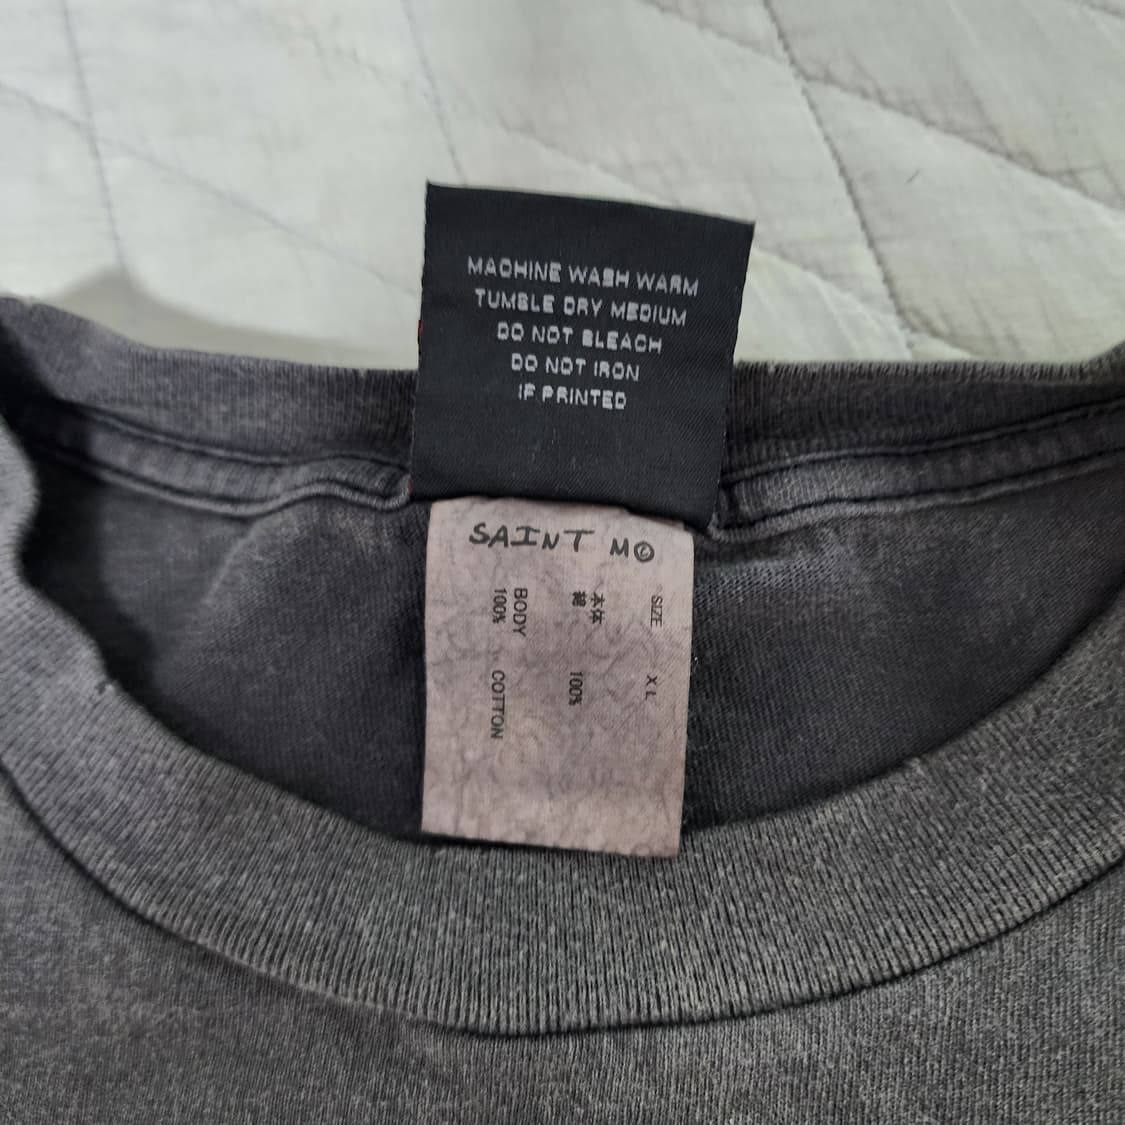 MACHINE WASH WARM
TUMBLE DRY MEDIUM
DO NOT BLEACH
DO NOT IRON
IF PRINTED
SAINT M©
SIZE XL
本体
綿 100%
BODY
100% COTTON